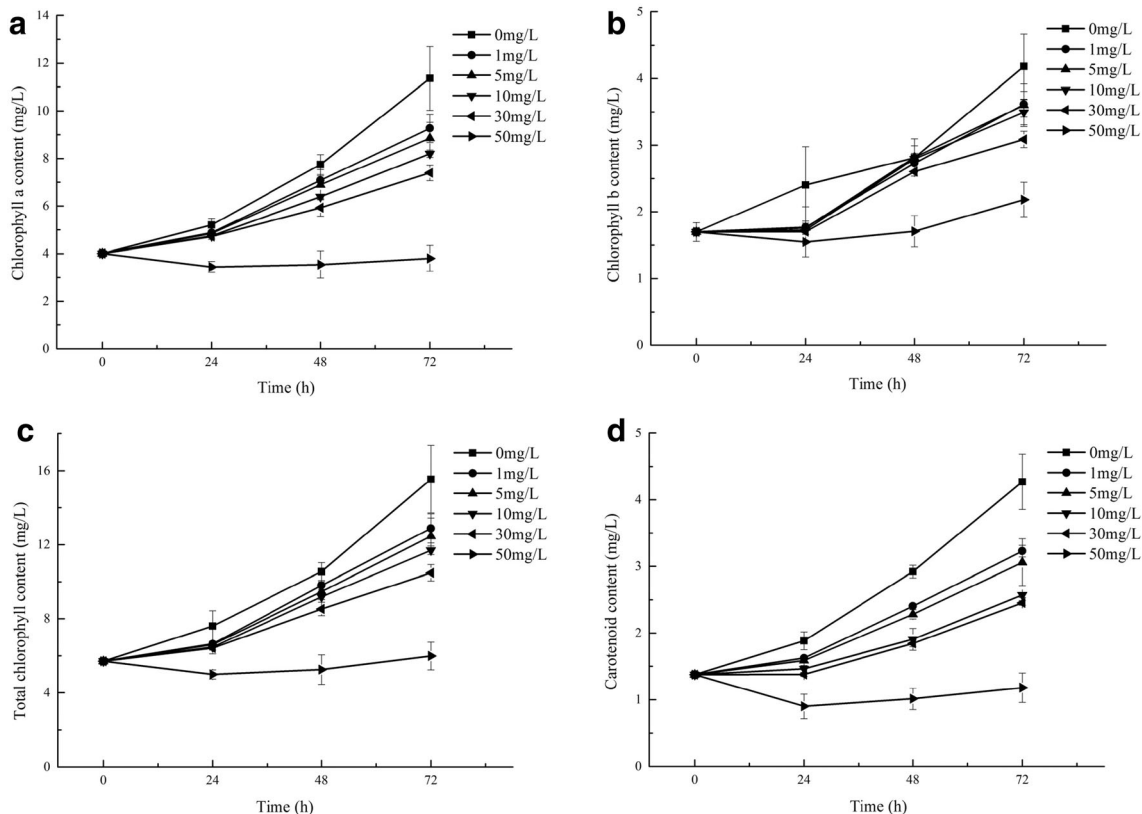 a
14
12
10
8
6
4
2
0
Chlorophyll a content (mg/L)
0
24
48
72
Time (h)
0mg/L
1mg/L
5mg/L
10mg/L
30mg/L
50mg/L
b
5
4
3
2
1
0
Chlorophyll b content (mg/L)
0
24
48
72
Time (h)
0mg/L
1mg/L
5mg/L
10mg/L
30mg/L
50mg/L
c
16
12
8
4
0
Total chlorophyll content (mg/L)
0
24
48
72
Time (h)
0mg/L
1mg/L
5mg/L
10mg/L
30mg/L
50mg/L
d
5
4
3
2
1
0
Carotenoid content (mg/L)
0
24
48
72
Time (h)
0mg/L
1mg/L
5mg/L
10mg/L
30mg/L
50mg/L